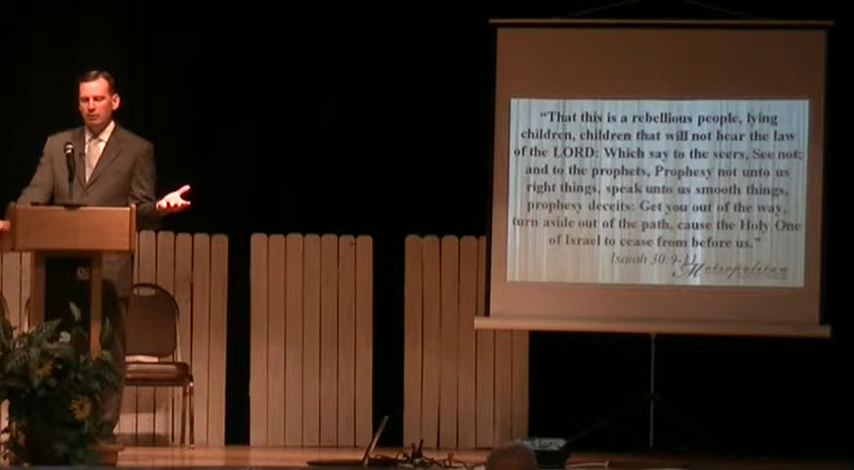 “That this is a rebellious people, lying
children, children that will not hear the law
of the LORD: Which say to the seers, See not;
and to the prophets, Prophesy not unto us
right things, speak unto us smooth things,
prophesy deceits: Get you out of the way,
turn aside out of the path, cause the Holy One
of Israel to cease from before us.”
Isaiah 30:9-11
Metropolitan